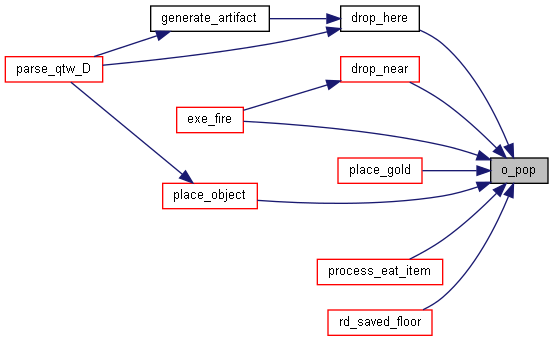 generate_artifact
drop_here
parse_qtw_D
drop_near
exe_fire
place_gold
o_pop
place_object
process_eat_item
rd_saved_floor